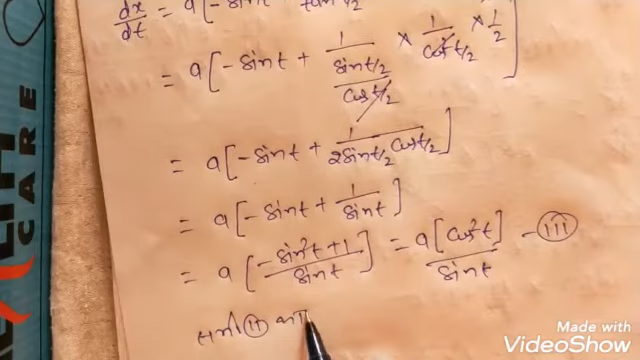 dx/dt = a[-sint + 1/tan t/2
= a[-sint + 1/(sint/2 / cost/2) × 1/cos²t/2 × 1/2]
= a[-sint + 1/(2sint/2 cost/2)]
= a[-sint + 1/sint]
= a[(-sin²t+1)/sint] = a[cos²t]/sint - (III)
समी. (II)
CARE
Made with
VideoShow